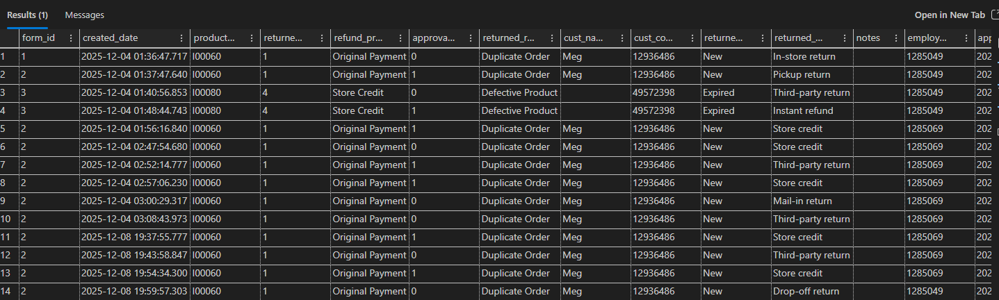 Results (1) Messages Open in New Tab
form_id created_date product... returne... refund_pr... approva... returned_r... cust_na... cust_co... returne... returned_... notes employ... app
1 1 2025-12-04 01:36:47.717 I00060 1 Original Payment 0 Duplicate Order Meg 12936486 New In-store return 1285049 202
2 2 2025-12-04 01:37:47.640 I00060 1 Original Payment 1 Duplicate Order Meg 12936486 New Pickup return 1285049 202
3 3 2025-12-04 01:40:56.853 I00080 4 Store Credit 0 Defective Product 49572398 Expired Third-party return 1285049 202
4 3 2025-12-04 01:48:44.743 I00080 4 Store Credit 1 Defective Product 49572398 Expired Instant refund 1285049 202
5 2 2025-12-04 01:56:16.840 I00060 1 Original Payment 1 Duplicate Order Meg 12936486 New Store credit 1285069 202
6 2 2025-12-04 02:47:54.680 I00060 1 Original Payment 0 Duplicate Order Meg 12936486 New Store credit 1285069 202
7 2 2025-12-04 02:52:14.777 I00060 1 Original Payment 1 Duplicate Order Meg 12936486 New Third-party return 1285069 202
8 2 2025-12-04 02:57:06.230 I00060 1 Original Payment 1 Duplicate Order Meg 12936486 New Store credit 1285069 202
9 2 2025-12-04 03:00:29.317 I00060 1 Original Payment 0 Duplicate Order Meg 12936486 New Mail-in return 1285069 202
10 2 2025-12-04 03:08:43.973 I00060 1 Original Payment 0 Duplicate Order Meg 12936486 New Third-party return 1285069 202
11 2 2025-12-08 19:37:55.777 I00060 1 Original Payment 1 Duplicate Order Meg 12936486 New Store credit 1285069 202
12 2 2025-12-08 19:43:58.847 I00060 1 Original Payment 0 Duplicate Order Meg 12936486 New Third-party return 1285069 202
13 2 2025-12-08 19:54:34.300 I00060 1 Original Payment 1 Duplicate Order Meg 12936486 New Store credit 1285069 202
14 2 2025-12-08 19:59:57.303 I00060 1 Original Payment 0 Duplicate Order Meg 12936486 New Drop-off return 1285049 202